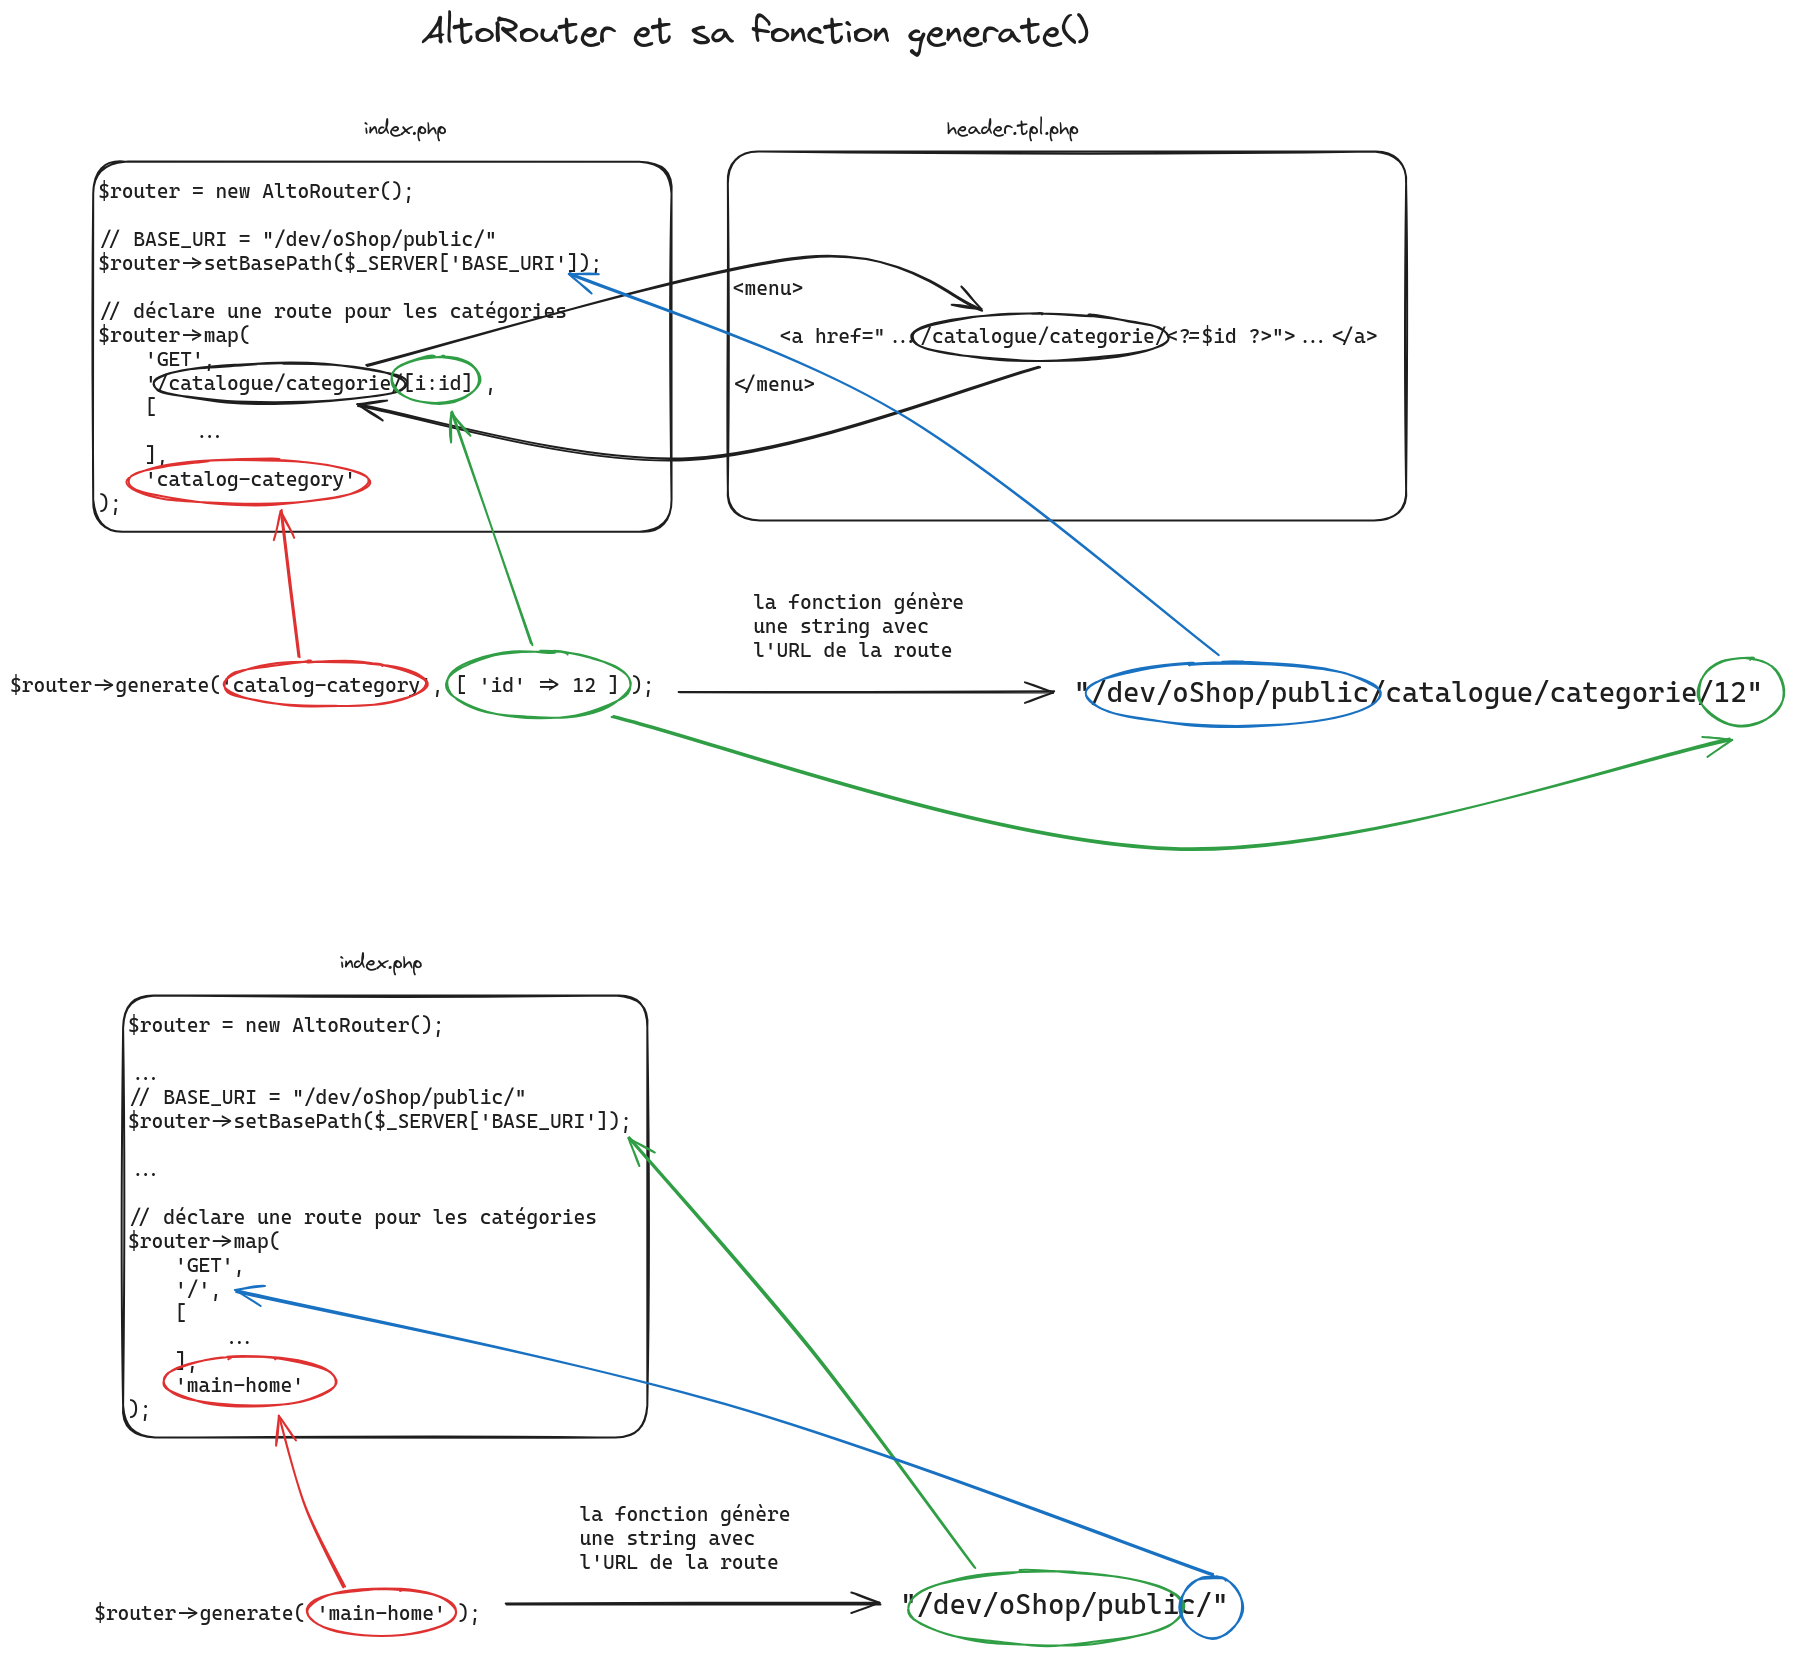 AltoRouter et sa fonction generate()
index.php
$router = new AltoRouter();
// BASE_URI = "/dev/oShop/public/"
$router->setBasePath($_SERVER['BASE_URI']);
// déclare une route pour les catégories
$router->map(
'GET',
'/catalogue/categorie/[i:id] ,
[
...
],
'catalog-category'
);
header.tpl.php
<menu>
<a href=" .../catalogue/categorie/<?=$id ?>"> ... </a>
</menu>
$router->generate('catalog-category', [ 'id' => 12 ] );
la fonction génère
une string avec
l'URL de la route
"/dev/oShop/public/catalogue/categorie/12"
index.php
$router = new AltoRouter();
...
// BASE_URI = "/dev/oShop/public/"
$router->setBasePath($_SERVER['BASE_URI']);
...
// déclare une route pour les catégories
$router->map(
'GET',
'/',
[
...
],
'main-home'
);
$router->generate( 'main-home' );
la fonction génère
une string avec
l'URL de la route
"/dev/oShop/public/"